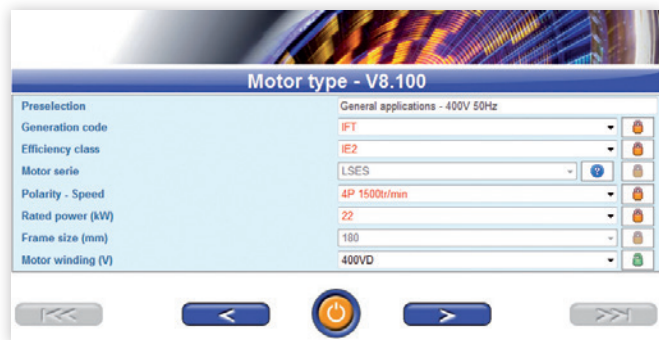 Motor type - V8.100
Preselection General applications - 400V 50Hz
Generation code IFT
Efficiency class IE2
Motor serie LSES ?
Polarity - Speed 4P 1500tr/min
Rated power (kW) 22
Frame size (mm) 180
Motor winding (V) 400VD
|<< < > >>|